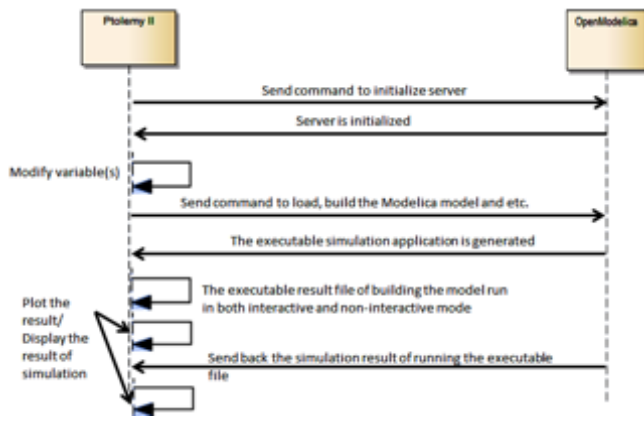 Ptolemy II
OpenModelica
Send command to initialize server
Server is initialized
Modify variable(s)
Send command to load, build the Modelica model and etc.
The executable simulation application is generated
The executable result file of building the model run
in both interactive and non-interactive mode
Plot the
result/
Display the
result of
simulation
Send back the simulation result of running the executable
file